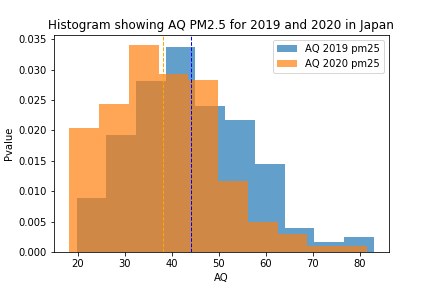 Histogram showing AQ PM2.5 for 2019 and 2020 in Japan
AQ 2019 pm25
AQ 2020 pm25
0.035
0.030
0.025
0.020
0.015
0.010
0.005
0.000
Pvalue
20 30 40 50 60 70 80
AQ